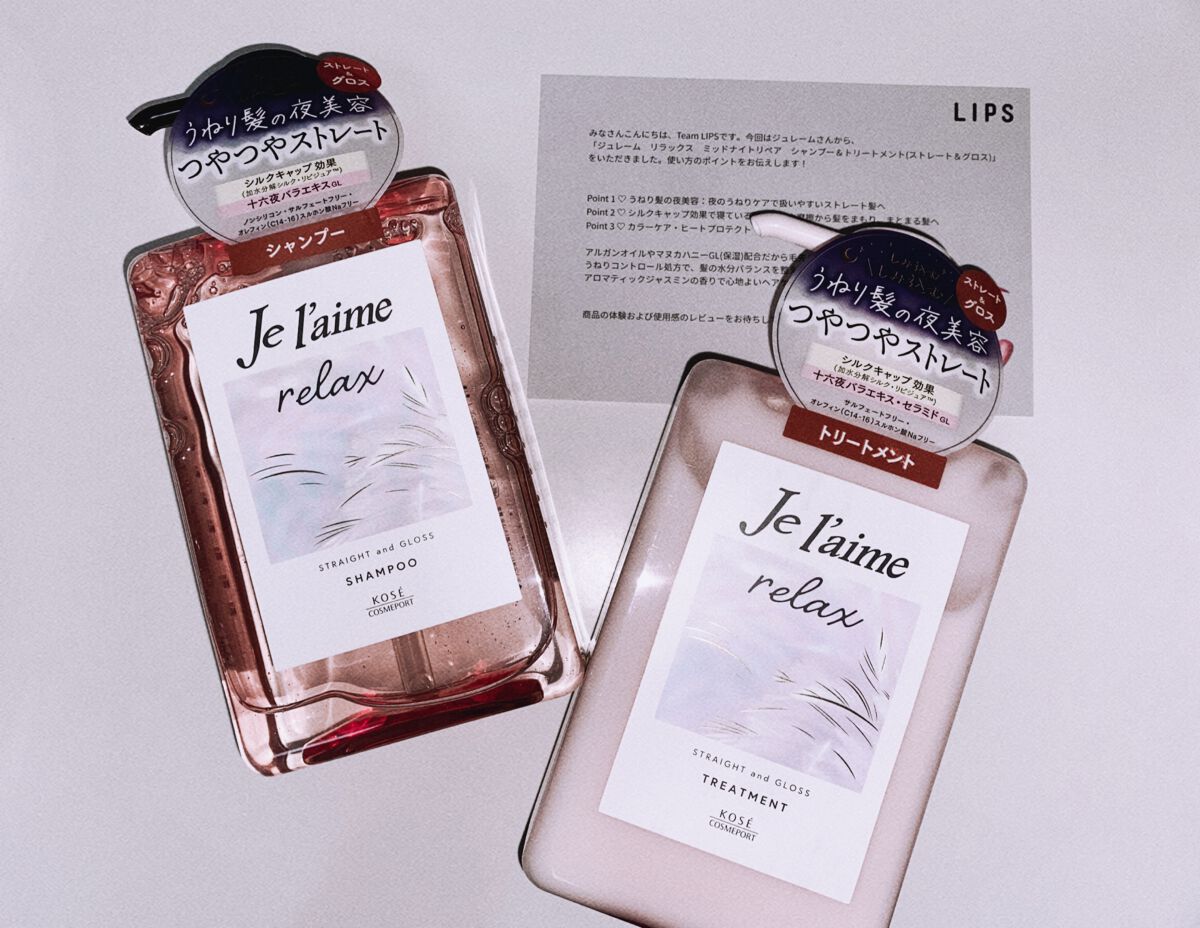 ストレート
&
グロス
うねり髪の夜美容
つやつやストレート
シルクキャップ効果
(加水分解シルク・リピジュア™)
十六夜バラエキスGL
ノンシリコン・サルフェートフリー・
オレフィン(C14-16)スルホン酸Naフリー
シャンプー
Je l'aime
relax
STRAIGHT and GLOSS
SHAMPOO
KOSÉ
COSMEPORT
LIPS
みなさんこんにちは、Team LIPSです。今回はジュレームさんから、
「ジュレーム リラックス ミッドナイトリペア シャンプー&トリートメント(ストレート&グロス)」
をいただきました。使い方のポイントをお伝えします!
Point 1 ♡ うねり髪の夜美容:夜のうねりケアで扱いやすいストレート髪へ
Point 2 ♡ シルクキャップ効果で寝ている 摩擦から髪をまもり、まとまる髪へ
Point 3 ♡ カラーケア・ヒートプロテクト
アルガンオイルやマヌカハニーGL(保湿)配合だから毛
うねりコントロール処方で、髪の水分バランスを整
アロマティックジャスミンの香りで心地よいヘア
商品の体験および使用感のレビューをお待ちし
ストレート
&
グロス
うねり髪の夜美容
つやつやストレート
シルクキャップ効果
(加水分解シルク・リピジュア™)
十六夜バラエキス・セラミドGL
サルフェートフリー・
オレフィン(C14-16)スルホン酸Naフリー
トリートメント
Je l'aime
relax
STRAIGHT and GLOSS
TREATMENT
KOSÉ
COSMEPORT